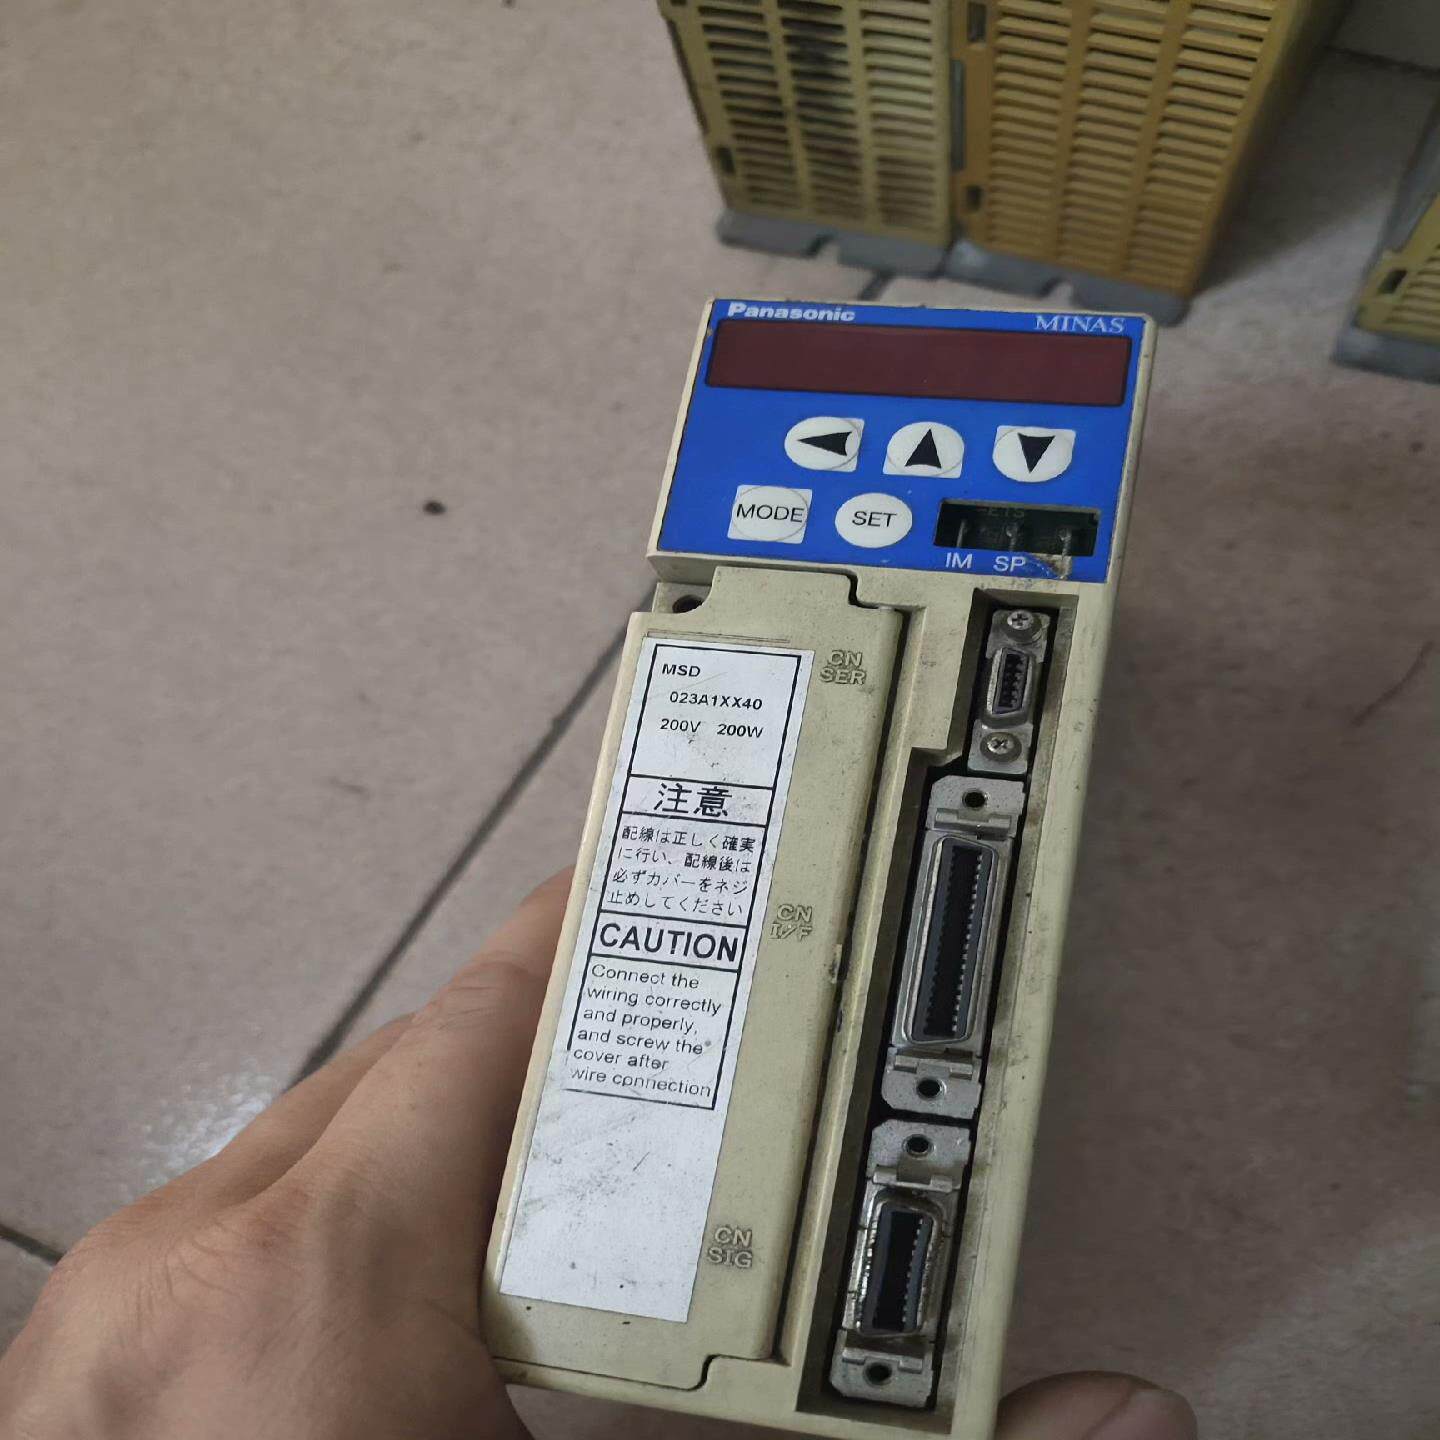 Panasonic MINAS
MODE SET
IM SP
MSD
023A1XX40
200V 200W
注意
配線は正しく確実
に行い、配線後は
必ずカバーをネジ
止めしてください
CAUTION
Connect the
wiring correctly
and properly,
and screw the
cover after
wire connection
CN
SER
CN
I/F
CN
SIG